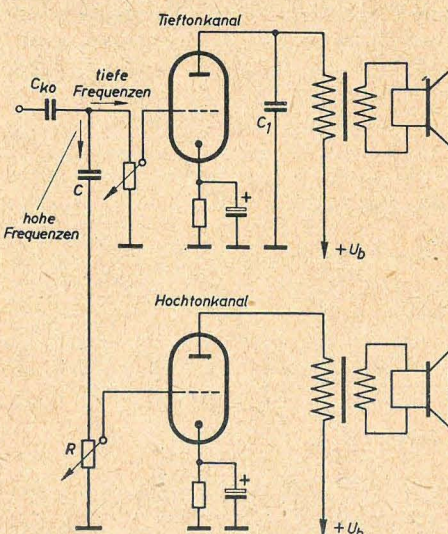 Tieftonkanal
C_ko
tiefe
Frequenzen
C
C_1
hohe
Frequenzen
+
+ U_b
Hochtonkanal
R
+
+ U_b